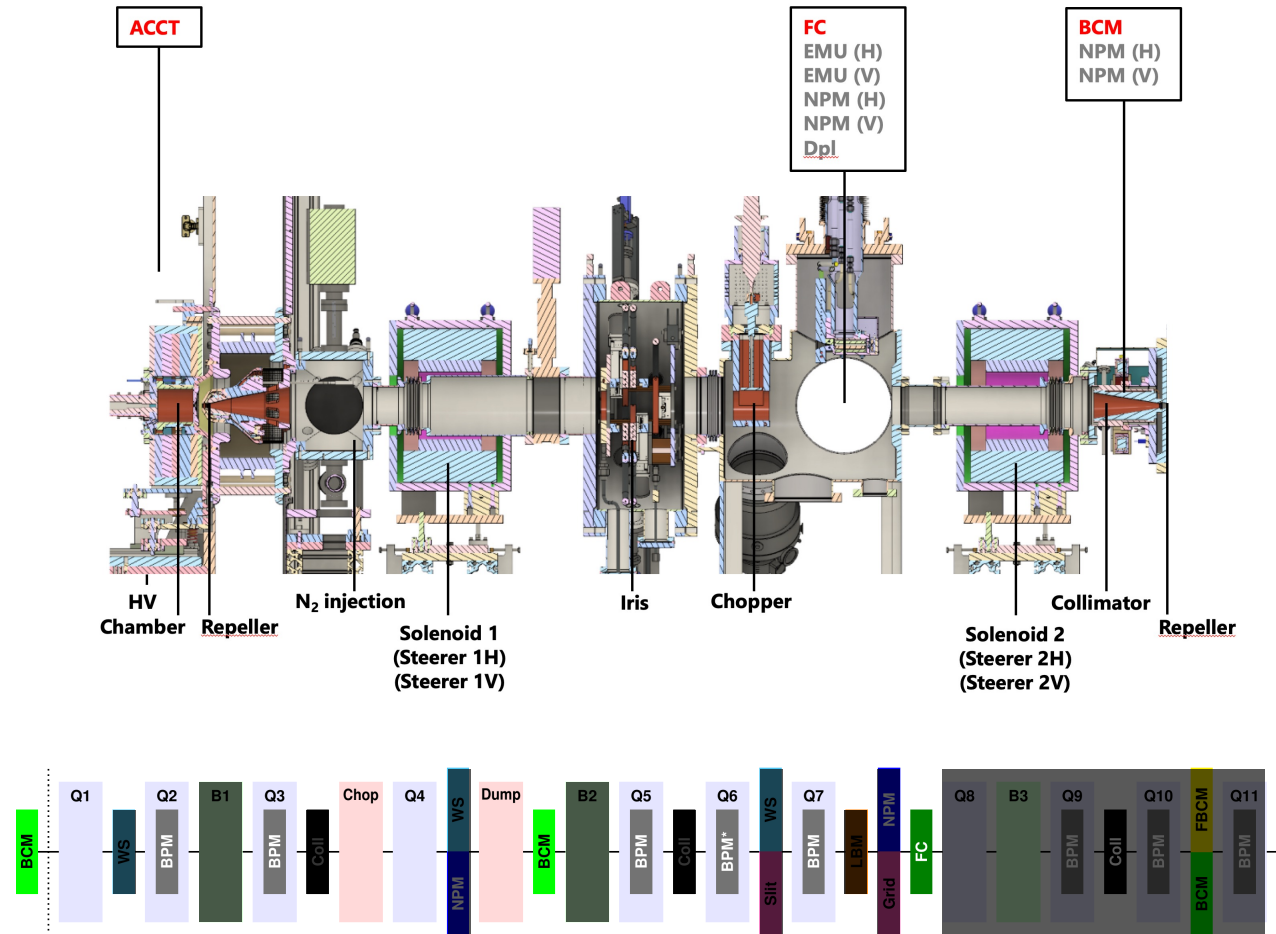 ACCT
FC
EMU (H)
EMU (V)
NPM (H)
NPM (V)
Dpl
BCM
NPM (H)
NPM (V)
HV
Chamber
Repeller
N₂ injection
Solenoid 1
(Steerer 1H)
(Steerer 1V)
Iris
Chopper
Solenoid 2
(Steerer 2H)
(Steerer 2V)
Collimator
Repeller
BCM
Q1
WS
Q2
BPM
B1
Q3
BPM
Coll
Chop
Q4
WS
NPM
Dump
BCM
B2
Q5
BPM
Coll
Q6
BPM*
WS
Slit
Q7
BPM
LBM
NPM
Grid
FC
Q8
B3
Q9
BPM
Coll
Q10
BPM
FBCM
BCM
Q11
BPM